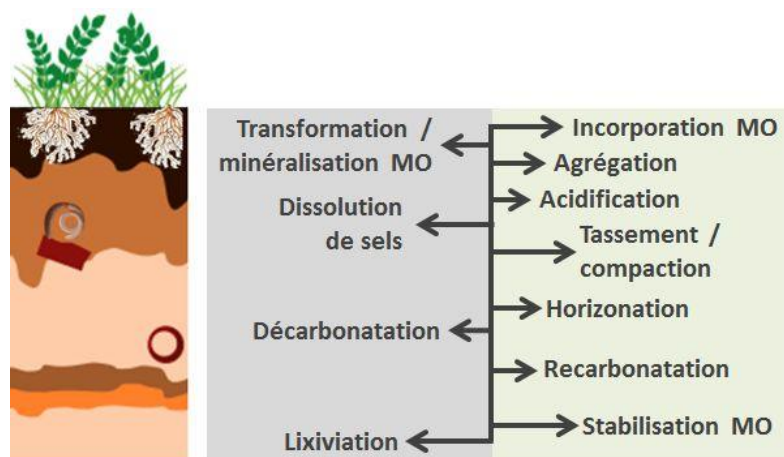 Transformation /
minéralisation MO
Dissolution
de sels
Décarbonatation
Lixiviation
Incorporation MO
Agrégation
Acidification
Tassement /
compaction
Horizonation
Recarbonatation
Stabilisation MO